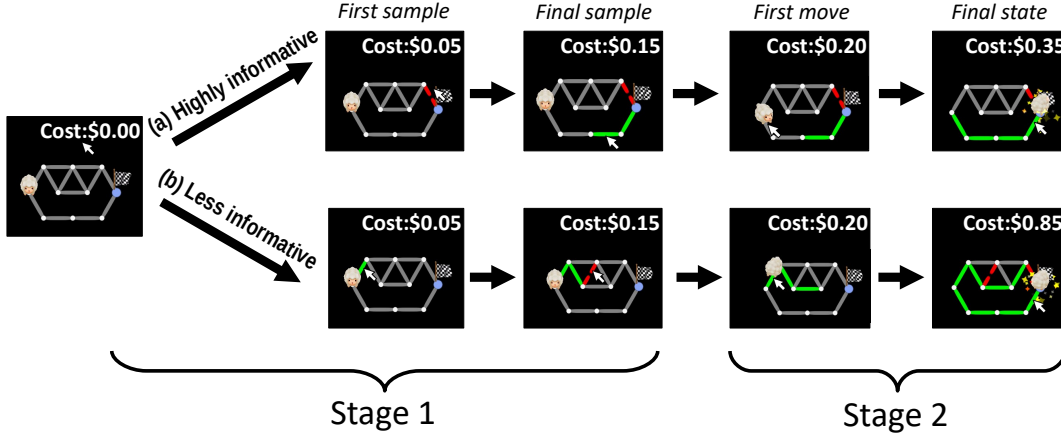 First sample
Final sample
First move
Final state
Cost:$0.00
(a) Highly informative
Cost:$0.05
Cost:$0.15
Cost:$0.20
Cost:$0.35
(b) Less informative
Cost:$0.05
Cost:$0.15
Cost:$0.20
Cost:$0.85
Stage 1
Stage 2